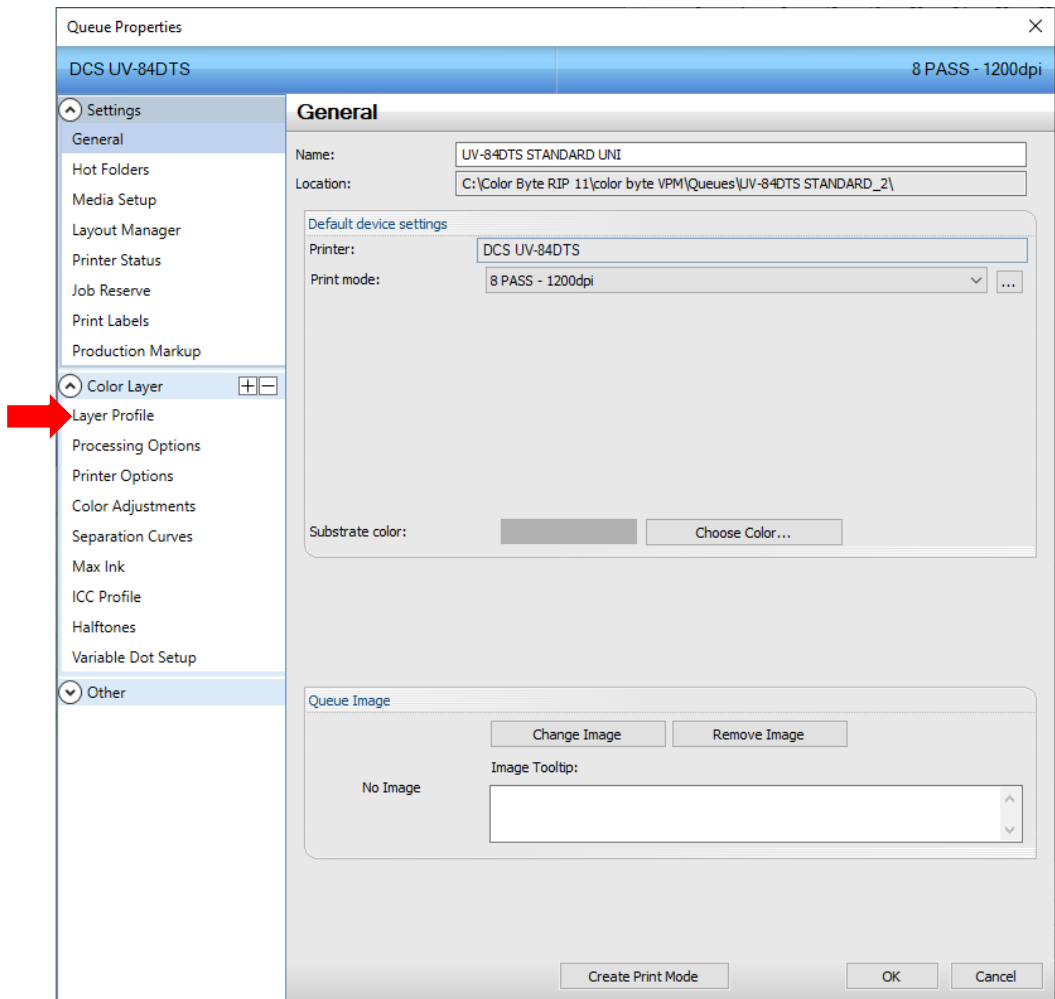 Queue Properties
DCS UV-84DTS 8 PASS - 1200dpi
Settings
General
Hot Folders
Media Setup
Layout Manager
Printer Status
Job Reserve
Print Labels
Production Markup
Color Layer
Layer Profile
Processing Options
Printer Options
Color Adjustments
Separation Curves
Max Ink
ICC Profile
Halftones
Variable Dot Setup
Other
General
Name: UV-84DTS STANDARD UNI
Location: C:\Color Byte RIP 11\color byte VPM\Queues\UV-84DTS STANDARD_2\
Default device settings
Printer: DCS UV-84DTS
Print mode: 8 PASS - 1200dpi ...
Substrate color: Choose Color...
Queue Image
Change Image Remove Image
Image Tooltip:
No Image
Create Print Mode OK Cancel